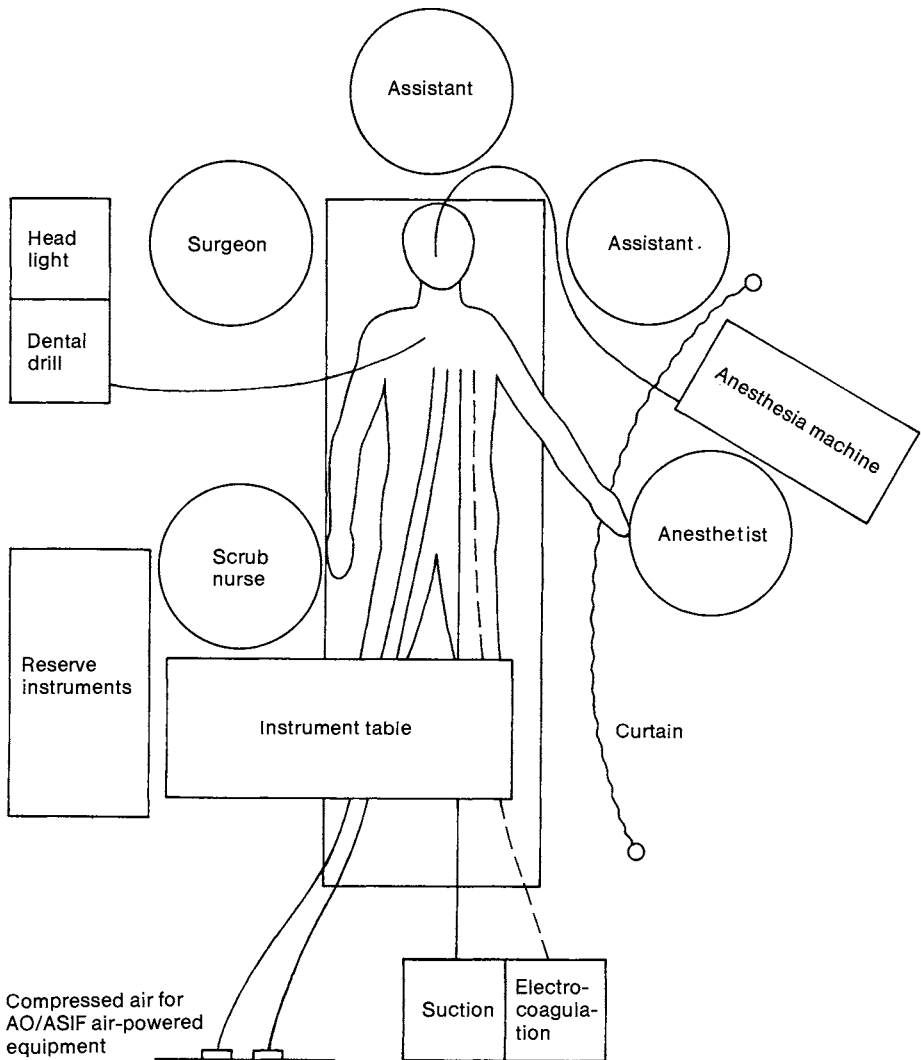 Assistant
Head
light
Surgeon
Assistant
Dental
drill
Anesthesia machine
Scrub
nurse
Anesthetist
Reserve
instruments
Instrument table
Curtain
Compressed air for
AO/ASIF air-powered
equipment
Suction
Electro-
coagula-
tion